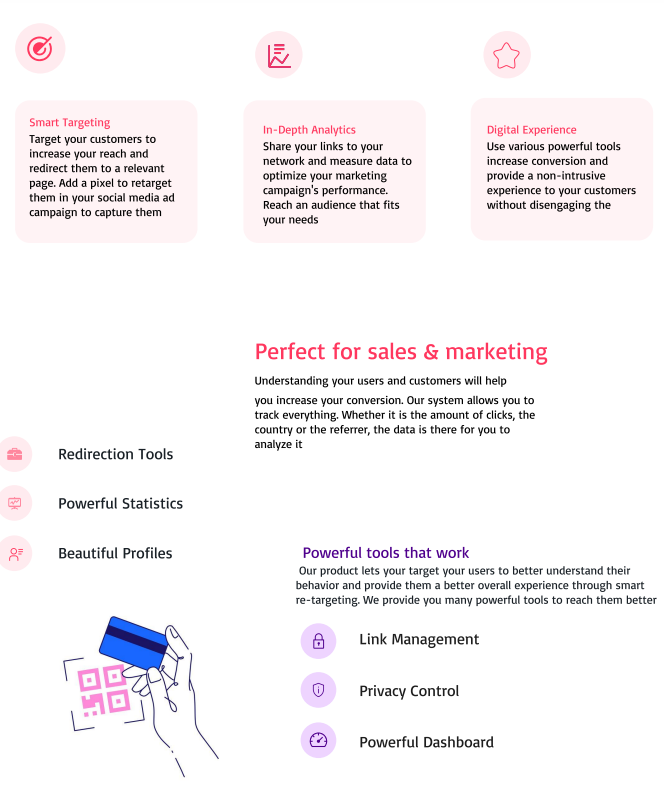 Smart Targeting
Target your customers to
increase your reach and
redirect them to a relevant
page. Add a pixel to retarget
them in your social media ad
campaign to capture them
In-Depth Analytics
Share your links to your
network and measure data to
optimize your marketing
campaign's performance.
Reach an audience that fits
your needs
Digital Experience
Use various powerful tools
increase conversion and
provide a non-intrusive
experience to your customers
without disengaging the
Perfect for sales & marketing
Understanding your users and customers will help
you increase your conversion. Our system allows you to
track everything. Whether it is the amount of clicks, the
country or the referrer, the data is there for you to
analyze it
Redirection Tools
Powerful Statistics
Beautiful Profiles
Powerful tools that work
Our product lets your target your users to better understand their
behavior and provide them a better overall experience through smart
re-targeting. We provide you many powerful tools to reach them better
Link Management
Privacy Control
Powerful Dashboard